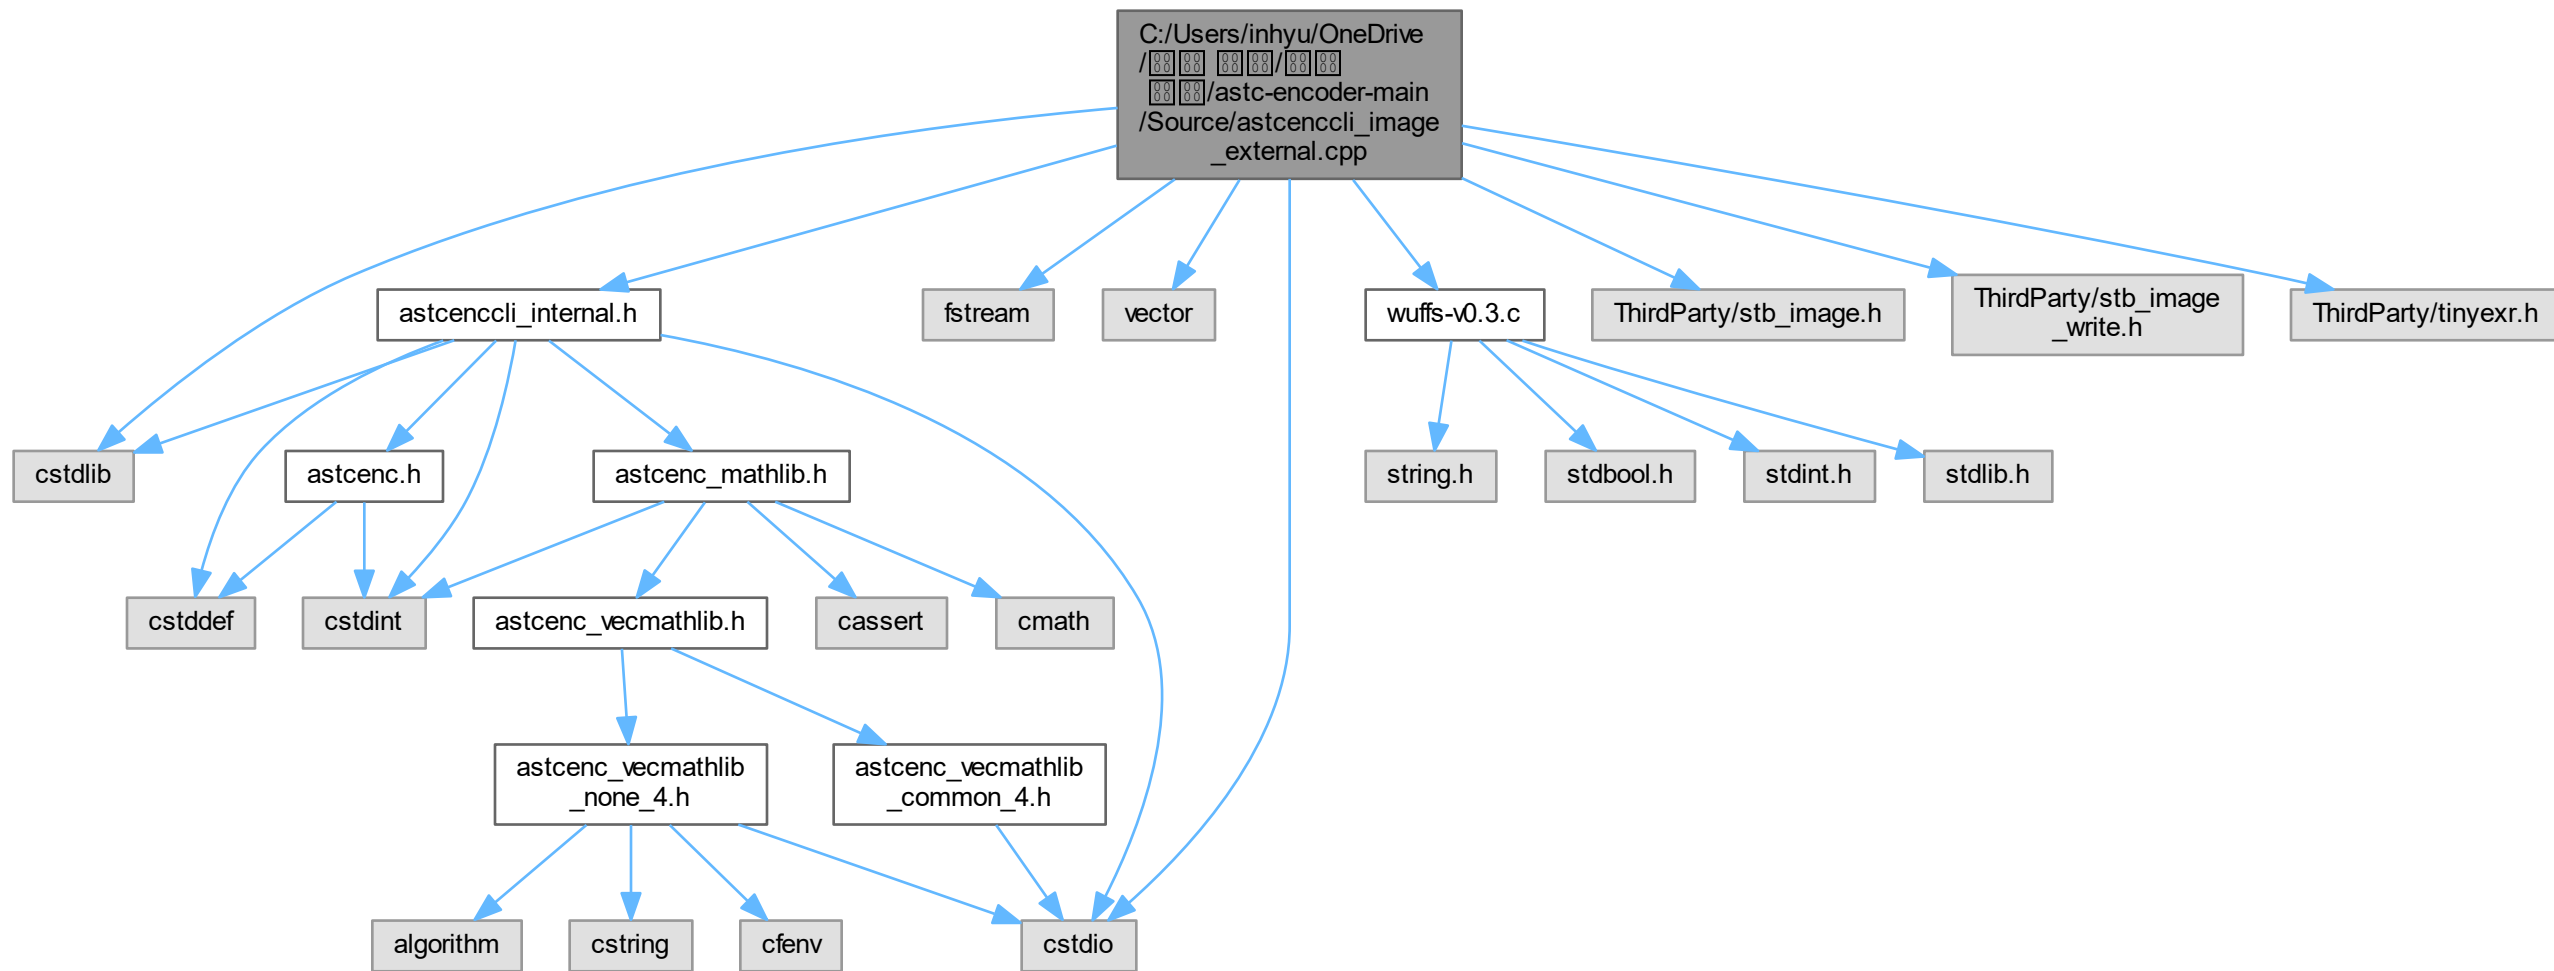 C:/Users/inhyu/OneDrive
/astc-encoder-main
/Source/astcenccli_image
_external.cpp
astcenccli_internal.h
fstream
vector
wuffs-v0.3.c
ThirdParty/stb_image.h
ThirdParty/stb_image
_write.h
ThirdParty/tinyexr.h
cstdlib
astcenc.h
astcenc_mathlib.h
string.h
stdbool.h
stdint.h
stdlib.h
cstddef
cstdint
astcenc_vecmathlib.h
cassert
cmath
astcenc_vecmathlib
_none_4.h
astcenc_vecmathlib
_common_4.h
algorithm
cstring
cfenv
cstdio